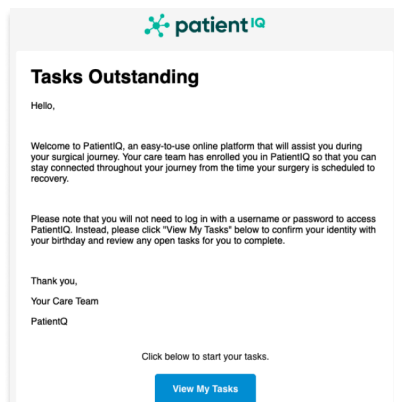 patient IQ
Tasks Outstanding
Hello,
Welcome to PatientIQ, an easy-to-use online platform that will assist you during
your surgical journey. Your care team has enrolled you in PatientIQ so that you can
stay connected throughout your journey from the time your surgery is scheduled to
recovery.
Please note that you will not need to log in with a username or password to access
PatientIQ. Instead, please click "View My Tasks" below to confirm your identity with
your birthday and review any open tasks for you to complete.
Thank you,
Your Care Team
PatientQ
Click below to start your tasks.
View My Tasks